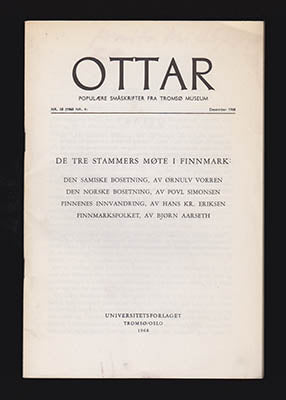 OTTAR
POPULÆRE SMÅSKRIFTER FRA TROMSØ MUSEUM
NR. 58 (1968 NR. 4) Desember 1968
DE TRE STAMMERS MØTE I FINNMARK
DEN SAMISKE BOSETNING, AV ØRNULV VORREN
DEN NORSKE BOSETNING, AV POVL SIMONSEN
FINNENES INNVANDRING, AV HANS KR. ERIKSEN
FINNMARKSFOLKET, AV BJØRN AARSETH
UNIVERSITETSFORLAGET
TROMSØ/OSLO
1968